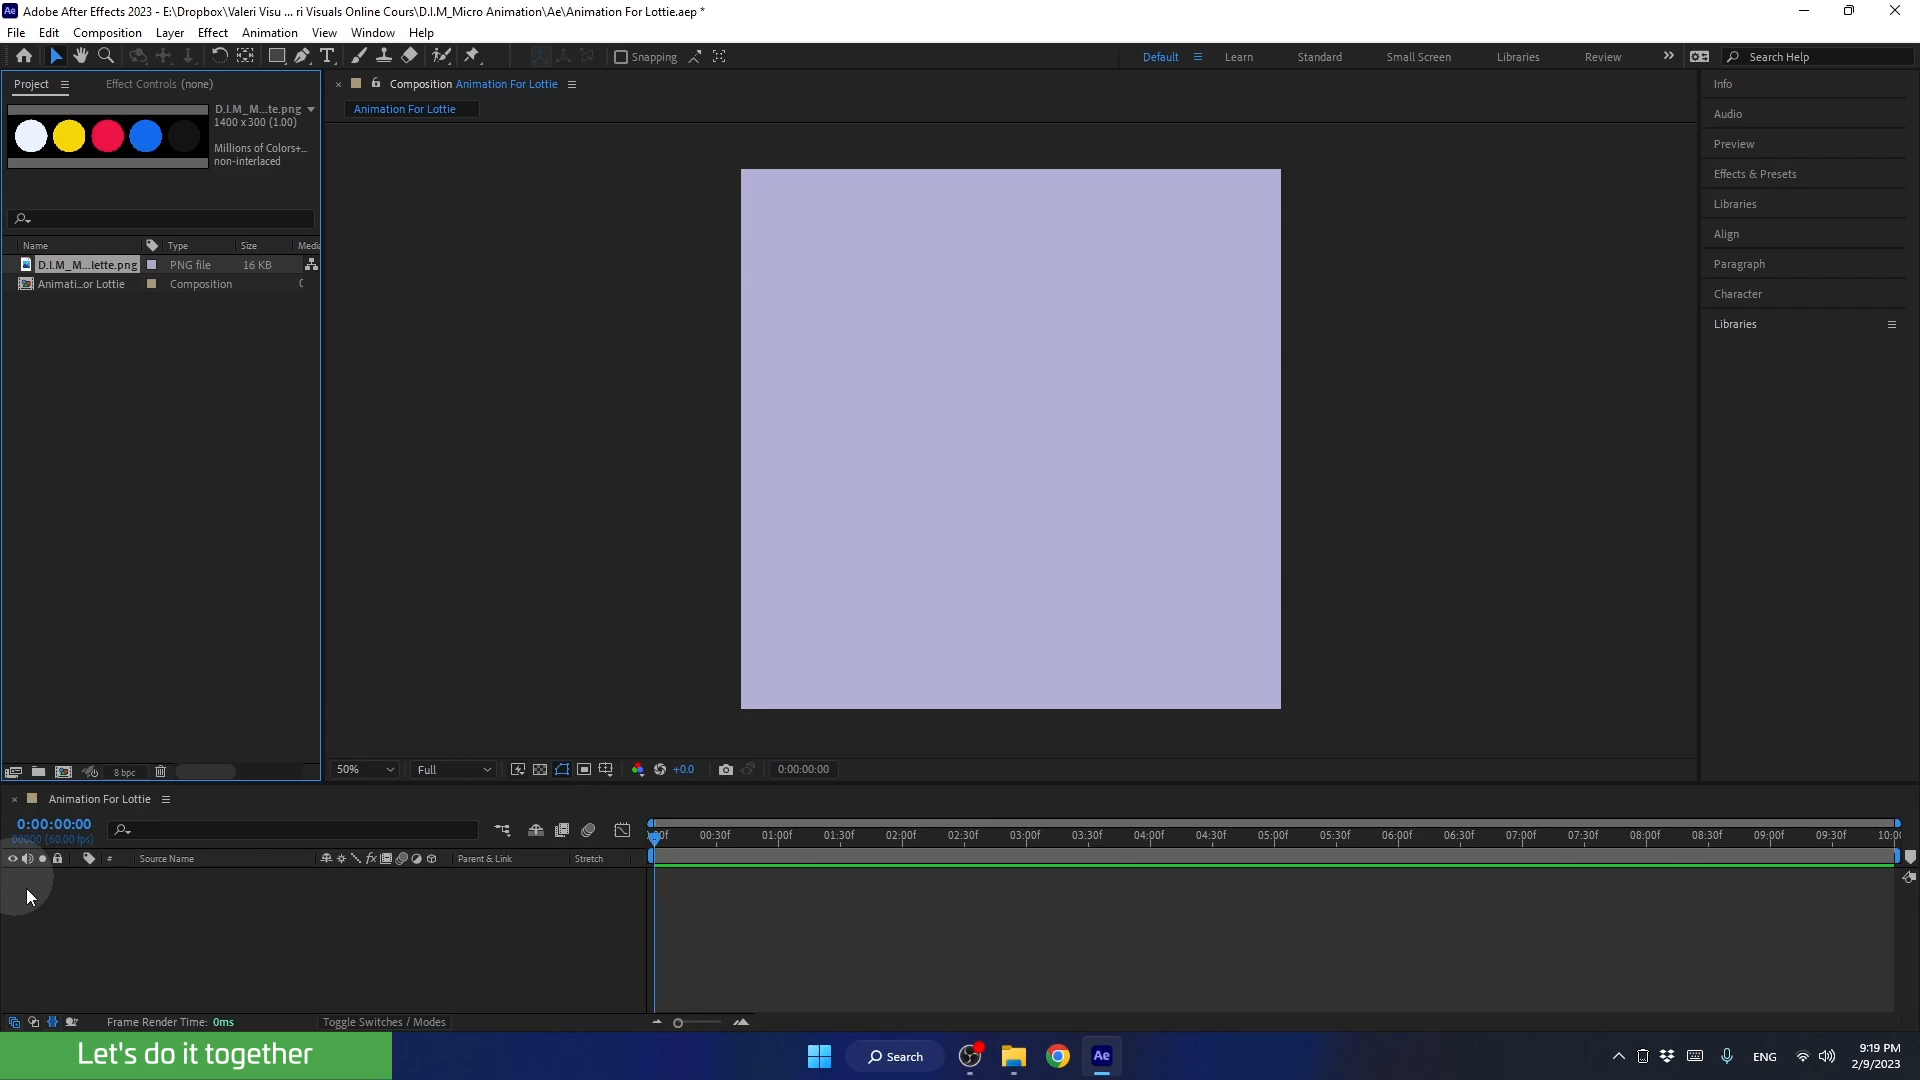 Adobe After Effects 2023 - E:\Dropbox\Valeri Visu ... ri Visuals Online Cours\D.I.M_Micro Animation\Ae\Animation For Lottie.aep *
File Edit Composition Layer Effect Animation View Window Help
Snapping
Default Learn Standard Small Screen Libraries Review Search Help
Project Effect Controls (none)
D.I.M_M...te.png
1400 x 300 (1.00)
Millions of Colors+...
non-interlaced
Name Type Size Media
D.I.M_M...lette.png PNG file 16 KB
Animati...or Lottie Composition
8 bpc
Composition Animation For Lottie
Animation For Lottie
50% Full +0.0 0:00:00:00
Info
Audio
Preview
Effects & Presets
Libraries
Align
Paragraph
Character
Libraries
Animation For Lottie
0:00:00:00
00000 (60.00 fps)
00:30f 01:00f 01:30f 02:00f 02:30f 03:00f 03:30f 04:00f 04:30f 05:00f 05:30f 06:00f 06:30f 07:00f 07:30f 08:00f 08:30f 09:00f 09:30f
# Source Name fx Parent & Link Stretch
Frame Render Time: 0ms Toggle Switches / Modes
Let's do it together
Search
Ae
ENG
9:19 PM
2/9/2023